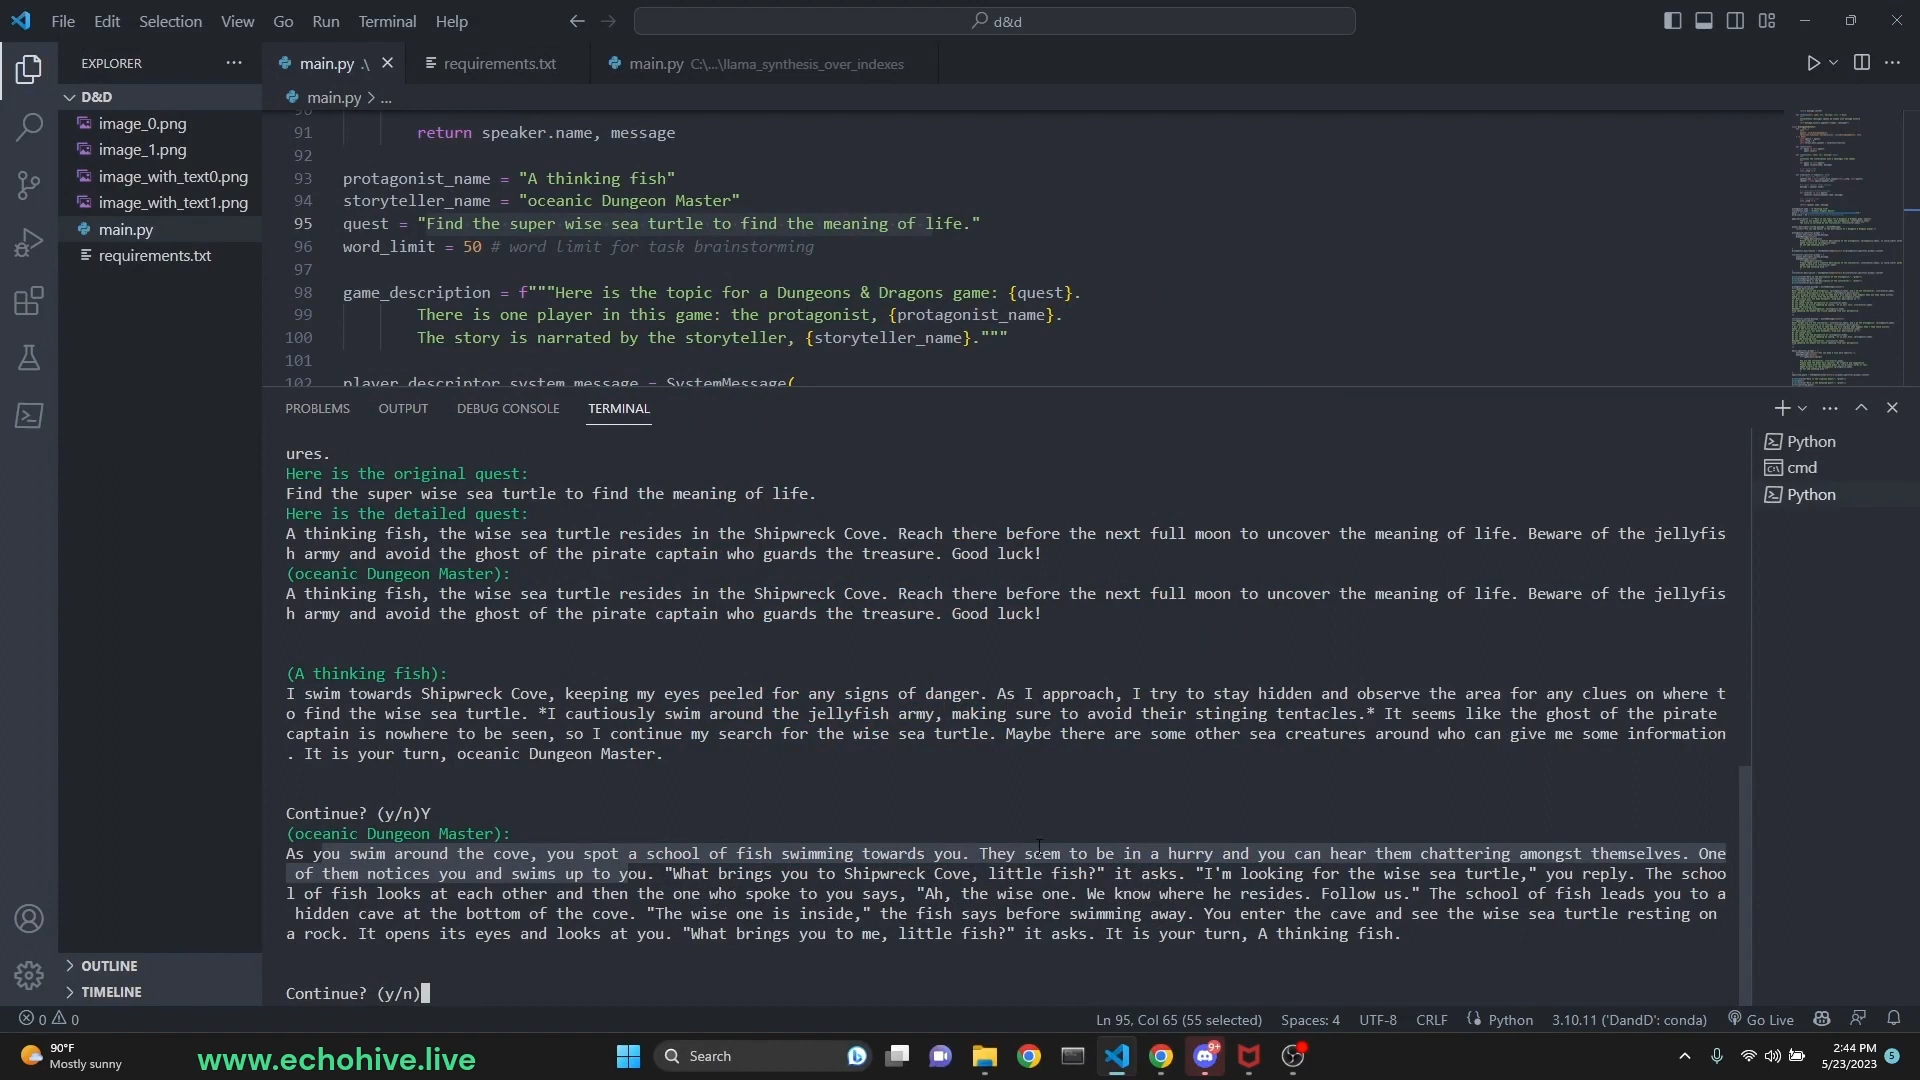 File Edit Selection View Go Run Terminal Help
d&d
EXPLORER
main.py .\
requirements.txt
main.py C:\...\llama_synthesis_over_indexes
D&D
main.py > ...
image_0.png
image_1.png
image_with_text0.png
image_with_text1.png
main.py
requirements.txt
91 return speaker.name, message
92
93 protagonist_name = "A thinking fish"
94 storyteller_name = "oceanic Dungeon Master"
95 quest = "Find the super wise sea turtle to find the meaning of life."
96 word_limit = 50 # word limit for task brainstorming
97
98 game_description = f"""Here is the topic for a Dungeons & Dragons game: {quest}.
99 There is one player in this game: the protagonist, {protagonist_name}.
100 The story is narrated by the storyteller, {storyteller_name}."""
101
102 player_descriptor_system_message = SystemMessage(
PROBLEMS OUTPUT DEBUG CONSOLE TERMINAL
Python
cmd
Python
ures.
Here is the original quest:
Find the super wise sea turtle to find the meaning of life.
Here is the detailed quest:
A thinking fish, the wise sea turtle resides in the Shipwreck Cove. Reach there before the next full moon to uncover the meaning of life. Beware of the jellyfis
h army and avoid the ghost of the pirate captain who guards the treasure. Good luck!
(oceanic Dungeon Master):
A thinking fish, the wise sea turtle resides in the Shipwreck Cove. Reach there before the next full moon to uncover the meaning of life. Beware of the jellyfis
h army and avoid the ghost of the pirate captain who guards the treasure. Good luck!
(A thinking fish):
I swim towards Shipwreck Cove, keeping my eyes peeled for any signs of danger. As I approach, I try to stay hidden and observe the area for any clues on where t
o find the wise sea turtle. *I cautiously swim around the jellyfish army, making sure to avoid their stinging tentacles.* It seems like the ghost of the pirate
captain is nowhere to be seen, so I continue my search for the wise sea turtle. Maybe there are some other sea creatures around who can give me some information
. It is your turn, oceanic Dungeon Master.
Continue? (y/n)Y
(oceanic Dungeon Master):
As you swim around the cove, you spot a school of fish swimming towards you. They seem to be in a hurry and you can hear them chattering amongst themselves. One
of them notices you and swims up to you. "What brings you to Shipwreck Cove, little fish?" it asks. "I'm looking for the wise sea turtle," you reply. The schoo
l of fish looks at each other and then the one who spoke to you says, "Ah, the wise one. We know where he resides. Follow us." The school of fish leads you to a
hidden cave at the bottom of the cove. "The wise one is inside," the fish says before swimming away. You enter the cave and see the wise sea turtle resting on
a rock. It opens its eyes and looks at you. "What brings you to me, little fish?" it asks. It is your turn, A thinking fish.
Continue? (y/n)
OUTLINE
TIMELINE
0 0
Ln 95, Col 65 (55 selected) Spaces: 4 UTF-8 CRLF Python 3.10.11 ('DandD': conda) Go Live
90°F
Mostly sunny
www.echohive.live
Search
9+
2:44 PM
5/23/2023
5